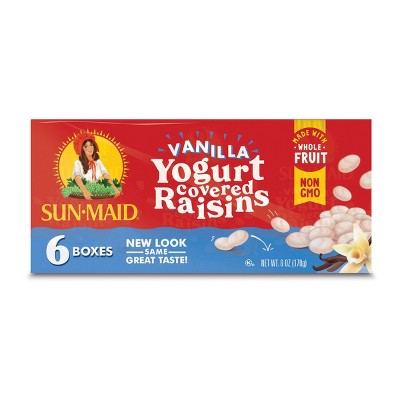 VANILLA
Yogurt
covered
Raisins
MADE WITH
WHOLE
FRUIT
NON
GMO
SUN-MAID
6 BOXES
NEW LOOK
SAME
GREAT TASTE!
NET WT. 6 OZ (170g)